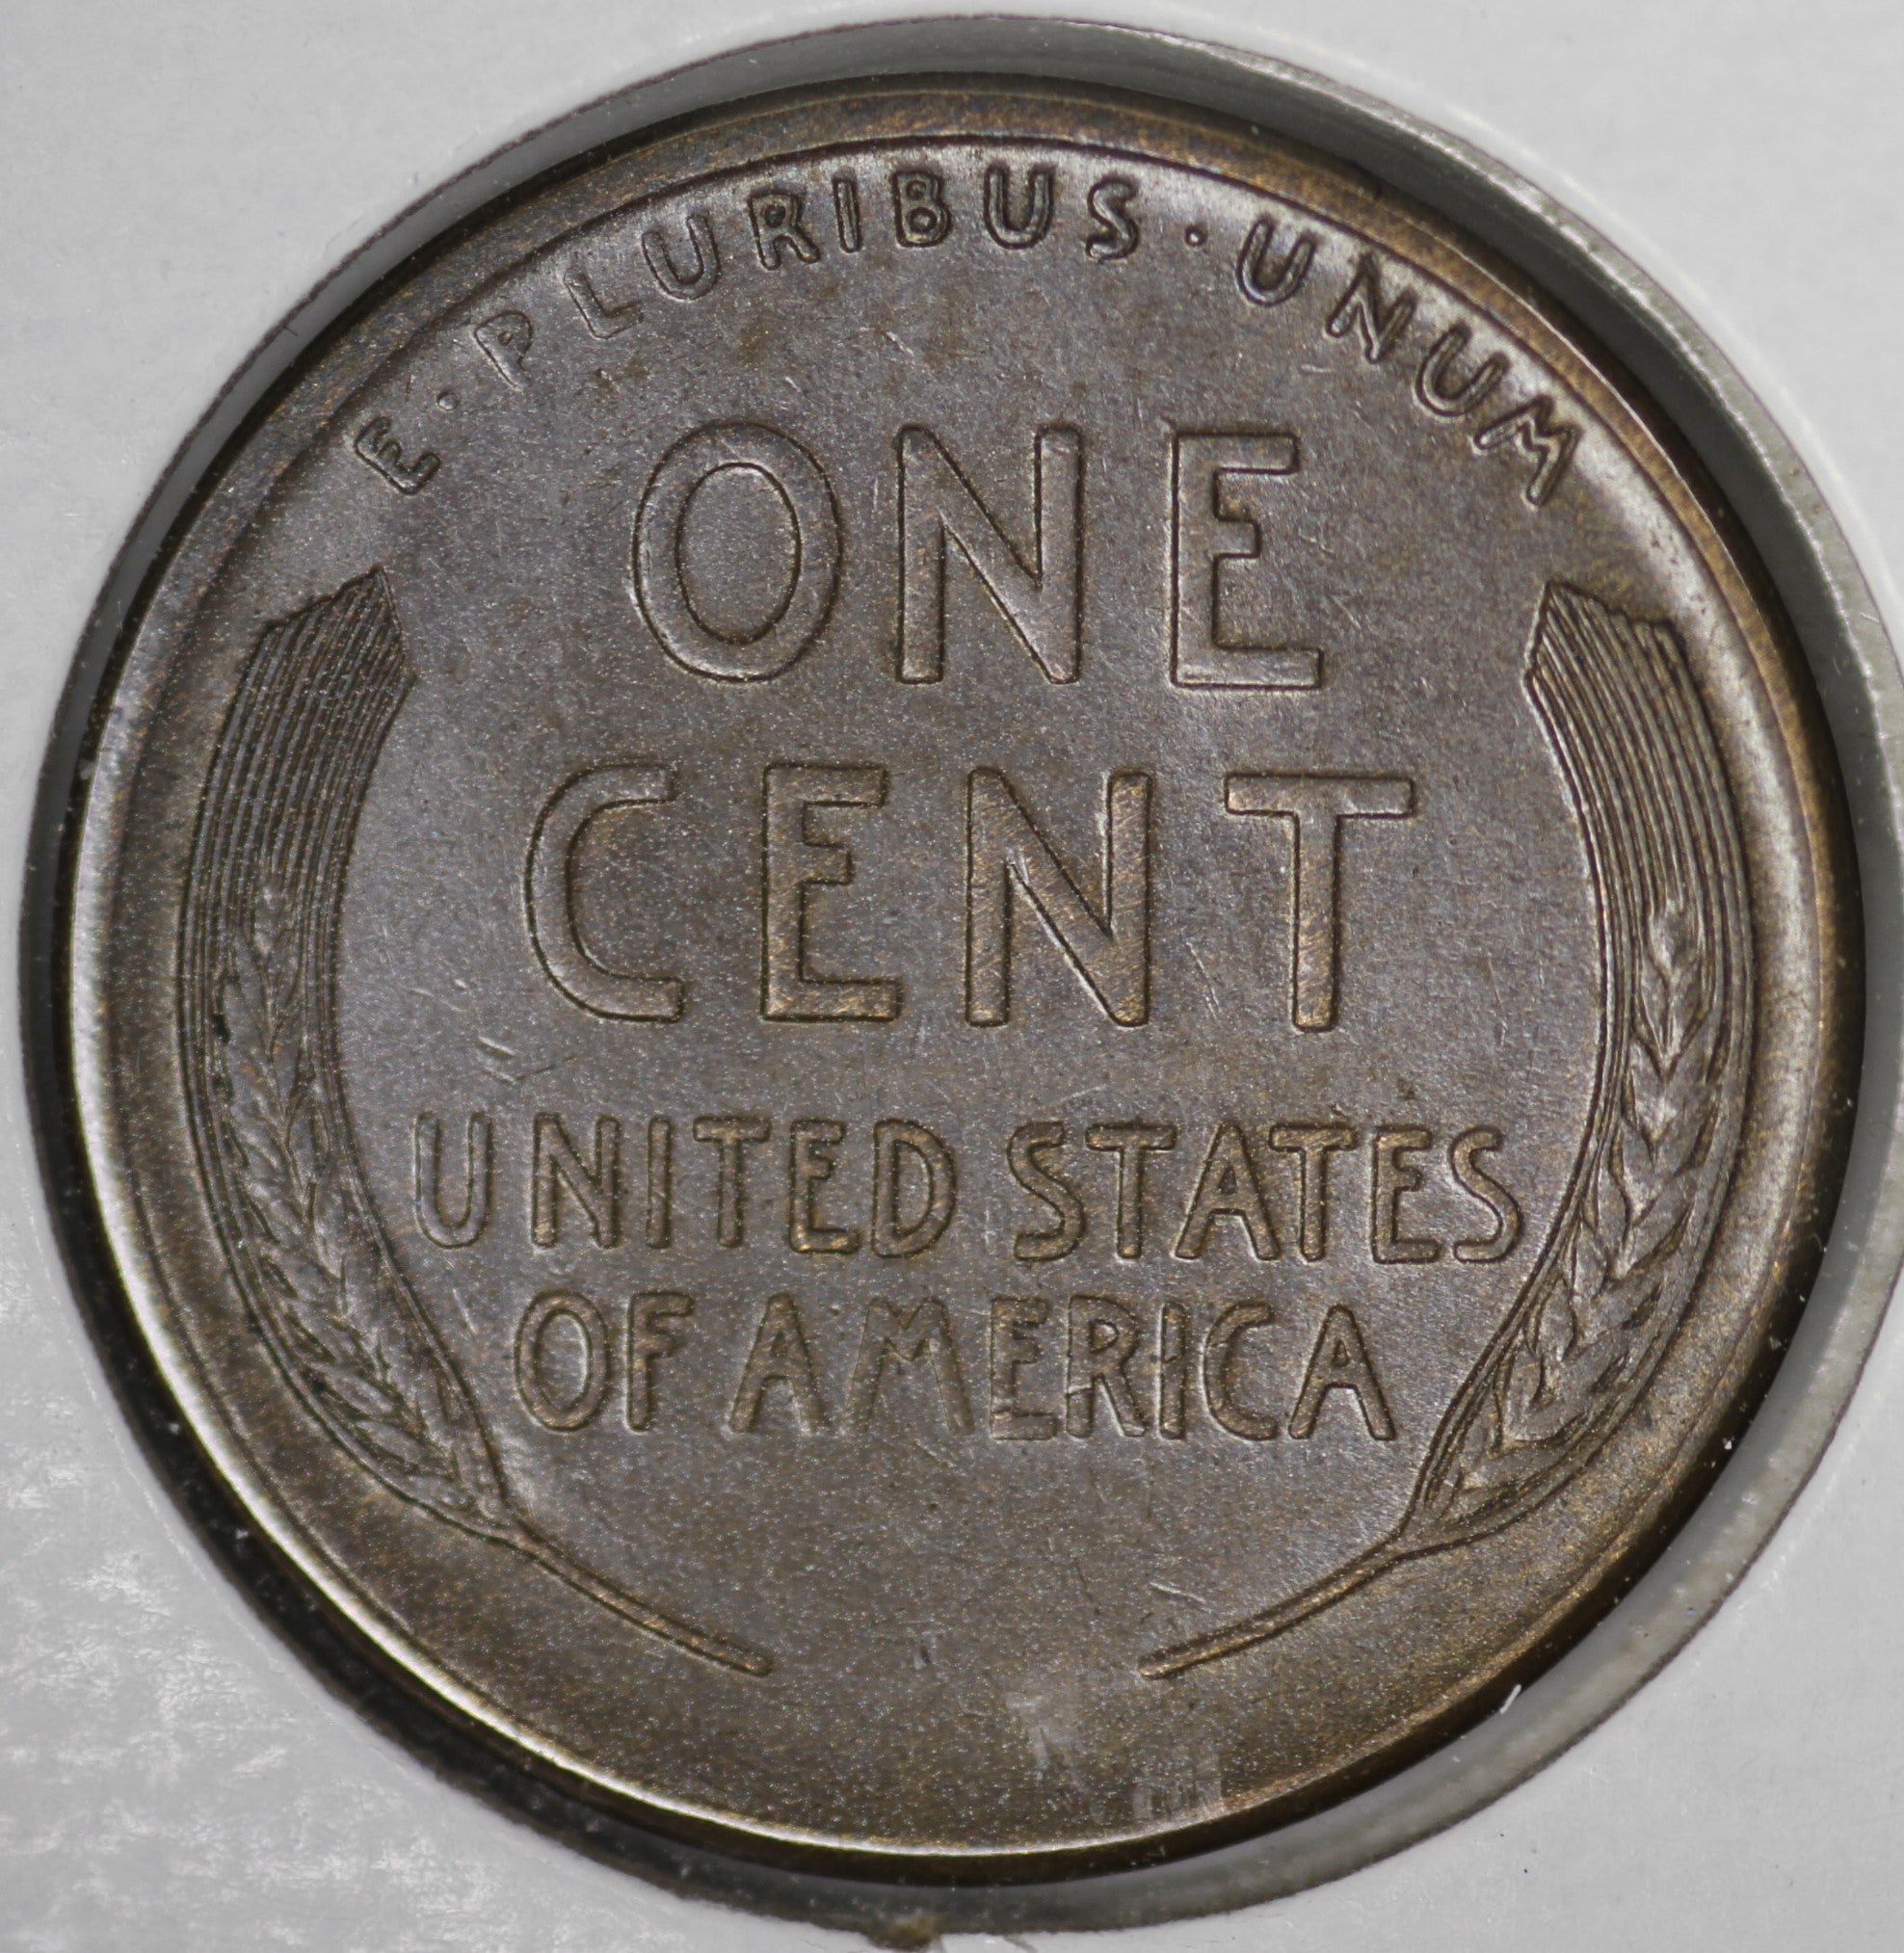 E · PLURIBUS · UNUM
ONE
CENT
UNITED STATES
OF AMERICA